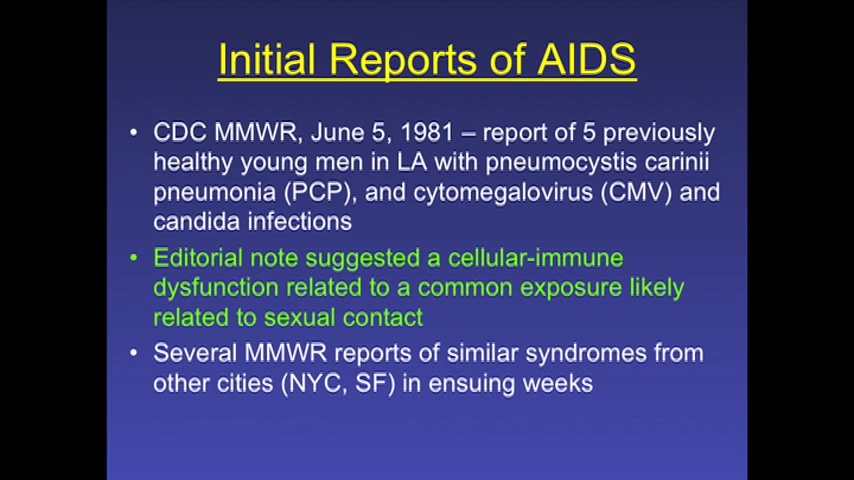 Initial Reports of AIDS
• CDC MMWR, June 5, 1981 – report of 5 previously
healthy young men in LA with pneumocystis carinii
pneumonia (PCP), and cytomegalovirus (CMV) and
candida infections
• Editorial note suggested a cellular-immune
dysfunction related to a common exposure likely
related to sexual contact
• Several MMWR reports of similar syndromes from
other cities (NYC, SF) in ensuing weeks